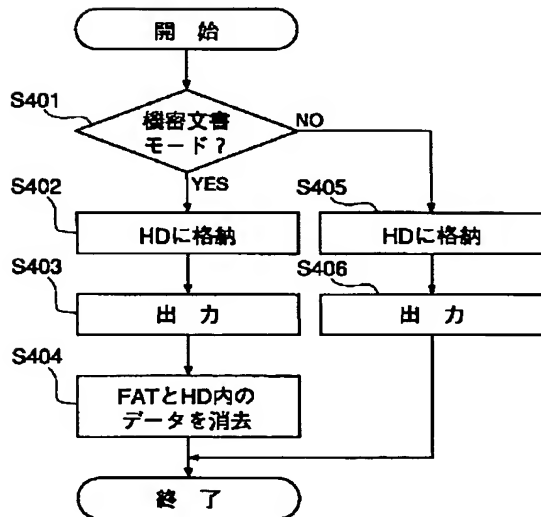 開 始
S401
機密文書
モード?
NO
YES
S402
HDに格納
S405
HDに格納
S403
出 力
S406
出 力
S404
FATとHD内の
データを消去
終 了